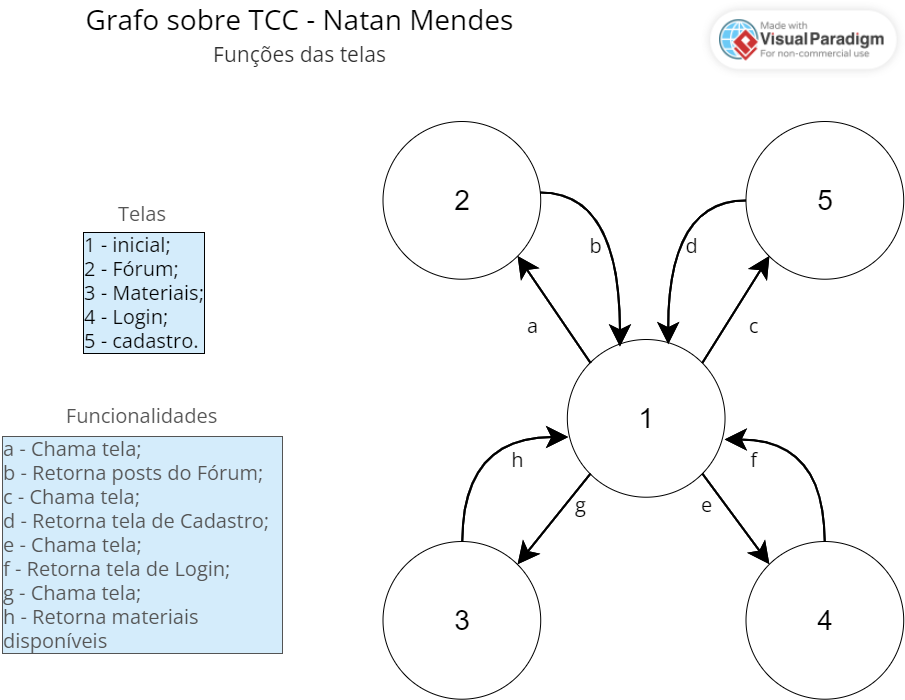 Grafo sobre TCC - Natan Mendes
Funções das telas
Made with
Visual Paradigm
For non-commercial use
Telas
1 - inicial;
2 - Fórum;
3 - Materiais;
4 - Login;
5 - cadastro.
Funcionalidades
a - Chama tela;
b - Retorna posts do Fórum;
c - Chama tela;
d - Retorna tela de Cadastro;
e - Chama tela;
f - Retorna tela de Login;
g - Chama tela;
h - Retorna materiais
disponíveis
2
5
b
d
a
c
1
h
f
g
e
3
4